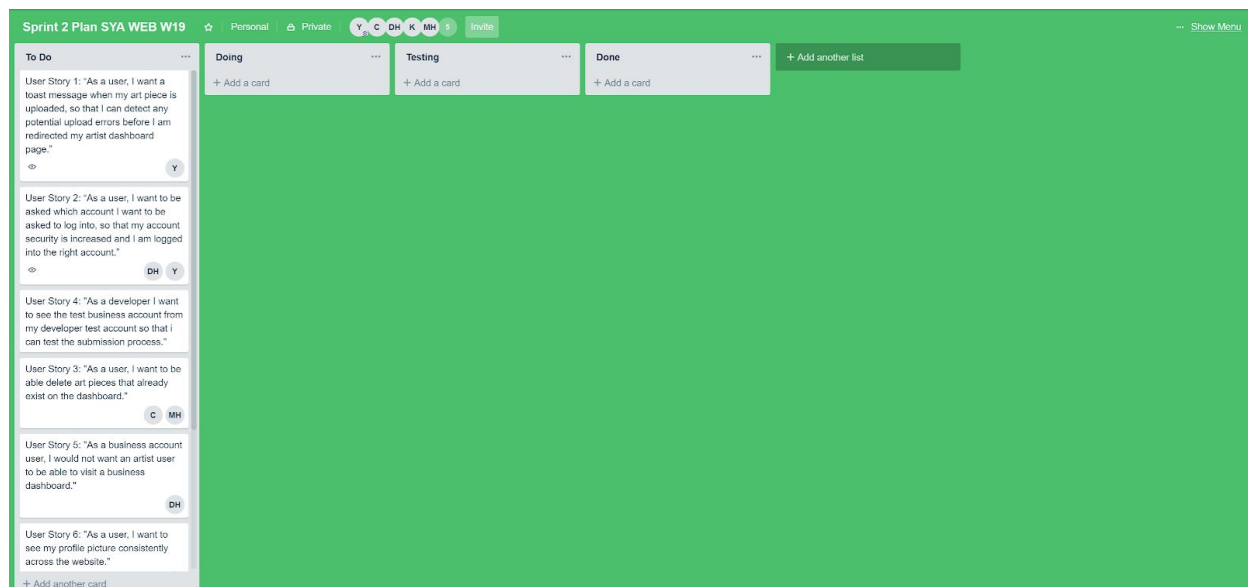 Sprint 2 Plan SYA WEB W19 Personal Private Y C DH K MH 5 Invite ... Show Menu
To Do ...
User Story 1: "As a user, I want a
toast message when my art piece is
uploaded, so that I can detect any
potential upload errors before I am
redirected my artist dashboard
page."
Y
User Story 2: "As a user, I want to be
asked which account I want to be
asked to log into, so that my account
security is increased and I am logged
into the right account."
DH Y
User Story 4: "As a developer I want
to see the test business account from
my developer test account so that i
can test the submission process."
User Story 3: "As a user, I want to be
able delete art pieces that already
exist on the dashboard."
C MH
User Story 5: "As a business account
user, I would not want an artist user
to be able to visit a business
dashboard."
DH
User Story 6: "As a user, I want to
see my profile picture consistently
across the website."
+ Add another card
Doing ...
+ Add a card
Testing ...
+ Add a card
Done ...
+ Add a card
+ Add another list